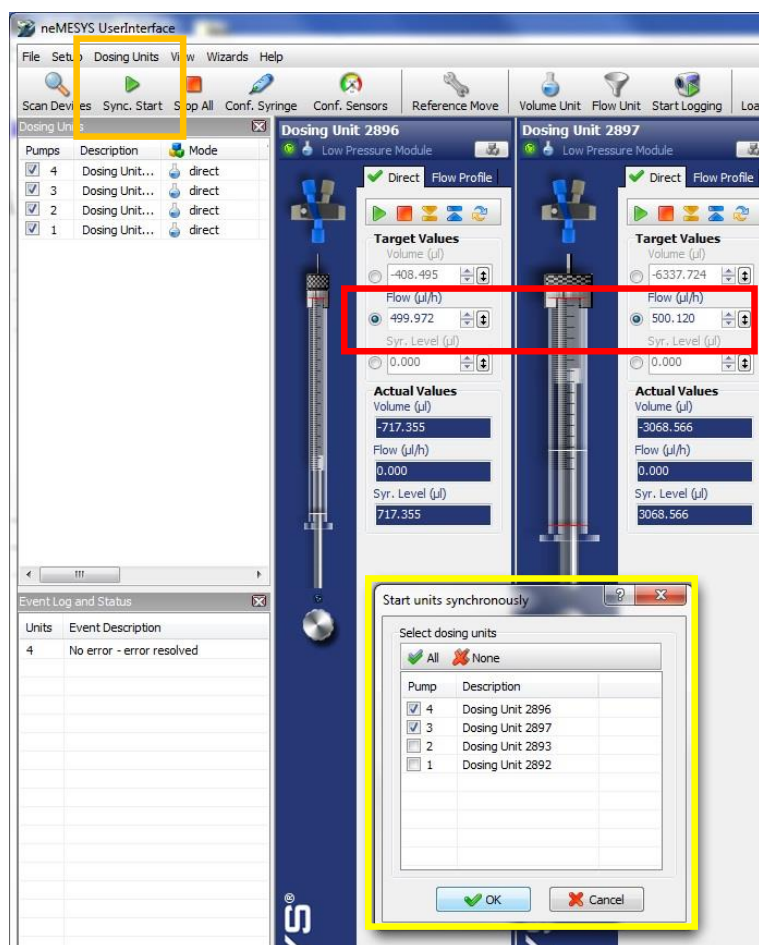 neMESYS UserInterface
File Setup Dosing Units View Wizards Help
Scan Devices Sync. Start Stop All Conf. Syringe Conf. Sensors Reference Move Volume Unit Flow Unit Start Logging
Dosing Units
Pumps Description Mode
4 Dosing Unit... direct
3 Dosing Unit... direct
2 Dosing Unit... direct
1 Dosing Unit... direct
Event Log and Status
Units Event Description
4 No error - error resolved
Dosing Unit 2896
Low Pressure Module
Direct Flow Profile
Target Values
Volume (µl)
-408.495
Flow (µl/h)
499.972
Syr. Level (µl)
0.000
Actual Values
Volume (µl)
-717.355
Flow (µl/h)
0.000
Syr. Level (µl)
717.355
Dosing Unit 2897
Low Pressure Module
Direct Flow Profile
Target Values
Volume (µl)
-6337.724
Flow (µl/h)
500.120
Syr. Level (µl)
0.000
Actual Values
Volume (µl)
-3068.566
Flow (µl/h)
0.000
Syr. Level (µl)
3068.566
Start units synchronously
Select dosing units
All None
Pump Description
4 Dosing Unit 2896
3 Dosing Unit 2897
2 Dosing Unit 2893
1 Dosing Unit 2892
OK Cancel